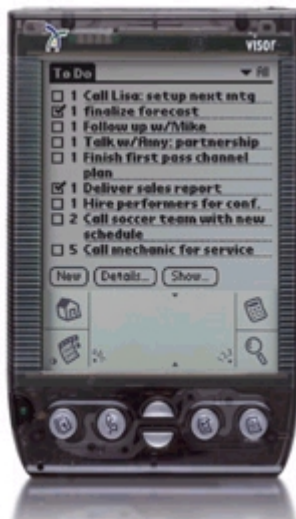 VISOR
To Do
All
1 Call Lisa: setup next mtg
1 finalize forecast
1 Follow up w/Mike
1 Talk w/Amy: partnership
1 Finish first pass channel
plan
1 Deliver sales report
1 Hire performers for conf.
2 Call soccer team with new
schedule
5 Call mechanic for service
New Details... Show...